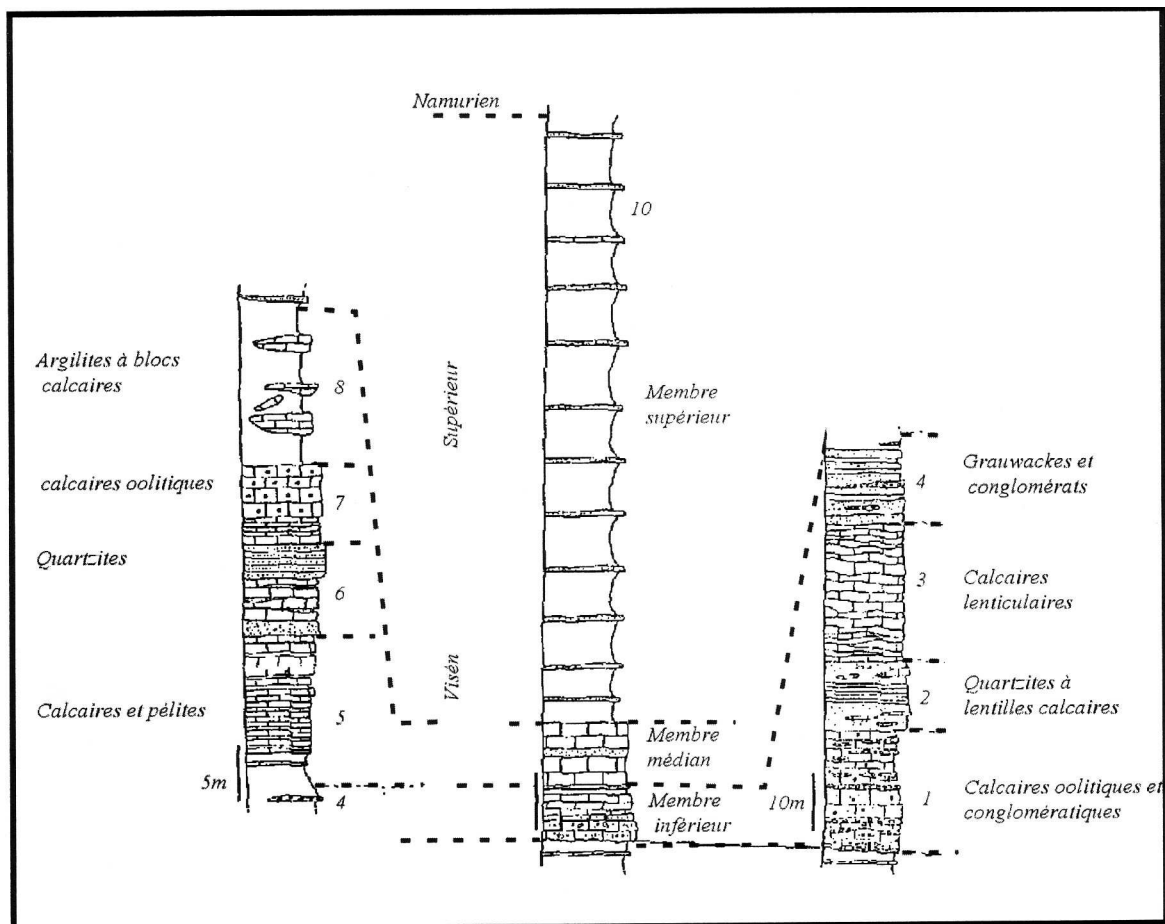 Namurien
10
Argilites à blocs
calcaires
8
calcaires oolitiques
7
Quartzites
6
Calcaires et pélites
5
5m
4
Supérieur
Visén
Membre
supérieur
Membre
médian
Membre
inférieur
10m
4
Grauwackes et
conglomérats
3
Calcaires
lenticulaires
2
Quartzites à
lentilles calcaires
1
Calcaires oolitiques et
conglomératiques